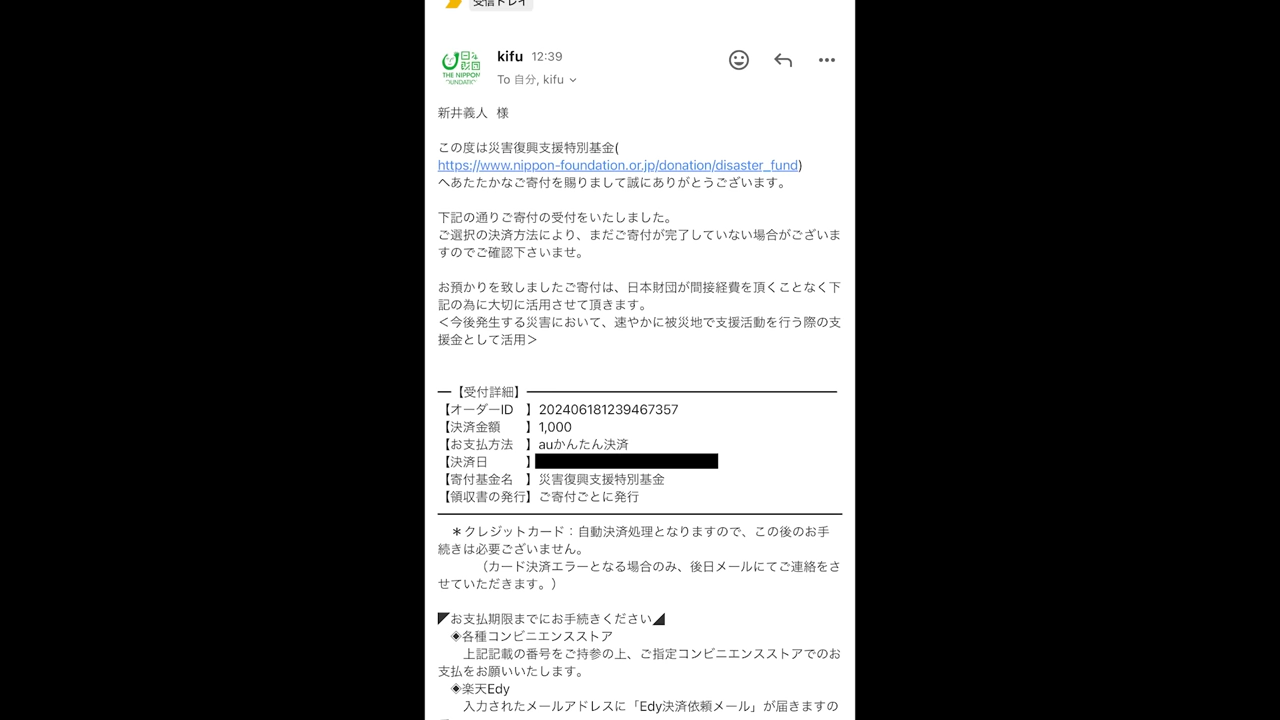 受信トレイ
kifu 12:39
THE NIPPON
To 自分, kifu
新井義人 様
この度は災害復興支援特別基金(
https://www.nippon-foundation.or.jp/donation/disaster_fund)
へあたたかなご寄付を賜りまして誠にありがとうございます。
下記の通りご寄付の受付をいたしました。
ご選択の決済方法により、まだご寄付が完了していない場合がございま
すのでご確認下さいませ。
お預かりを致しましたご寄付は、日本財団が間接経費を頂くことなく下
記の為に大切に活用させて頂きます。
＜今後発生する災害において、速やかに被災地で支援活動を行う際の支
援金として活用＞
━【受付詳細】━━━━━━━━━━━━━━━━━━━━━━━━━
【オーダーID 】202406181239467357
【決済金額 】1,000
【お支払方法 】auかんたん決済
【決済日 】
【寄付基金名 】災害復興支援特別基金
【領収書の発行】ご寄付ごとに発行
＊クレジットカード：自動決済処理となりますので、この後のお手
続きは必要ございません。
（カード決済エラーとなる場合のみ、後日メールにてご連絡をさ
せていただきます。）
◤お支払期限までにお手続きください◢
◈各種コンビニエンスストア
上記記載の番号をご持参の上、ご指定コンビニエンスストアでのお
支払をお願いいたします。
◈楽天Edy
入力されたメールアドレスに「Edy決済依頼メール」が届きますの